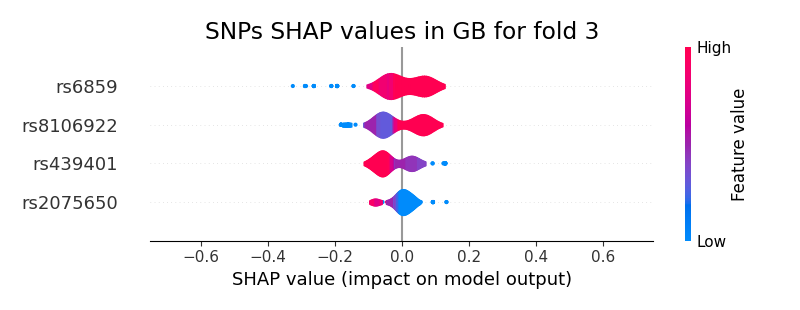 SNPs SHAP values in GB for fold 3
High
rs6859
rs8106922
rs439401
rs2075650
Feature value
Low
−0.6 −0.4 −0.2 0.0 0.2 0.4 0.6
SHAP value (impact on model output)